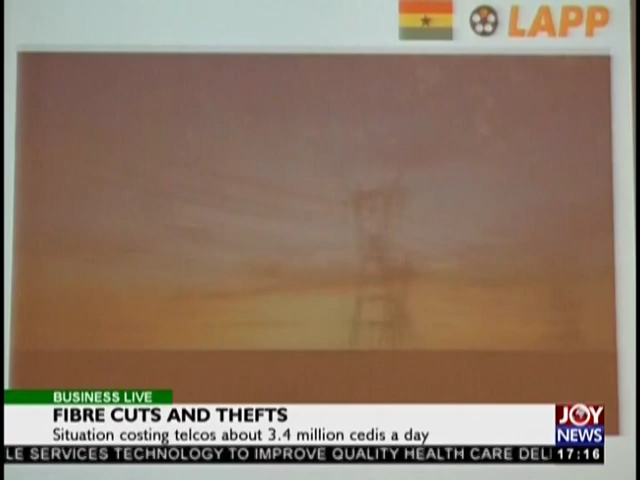 LAPP
BUSINESS LIVE
FIBRE CUTS AND THEFTS
Situation costing telcos about 3.4 million cedis a day
JOY
NEWS
LE SERVICES TECHNOLOGY TO IMPROVE QUALITY HEALTH CARE DELI
17:16